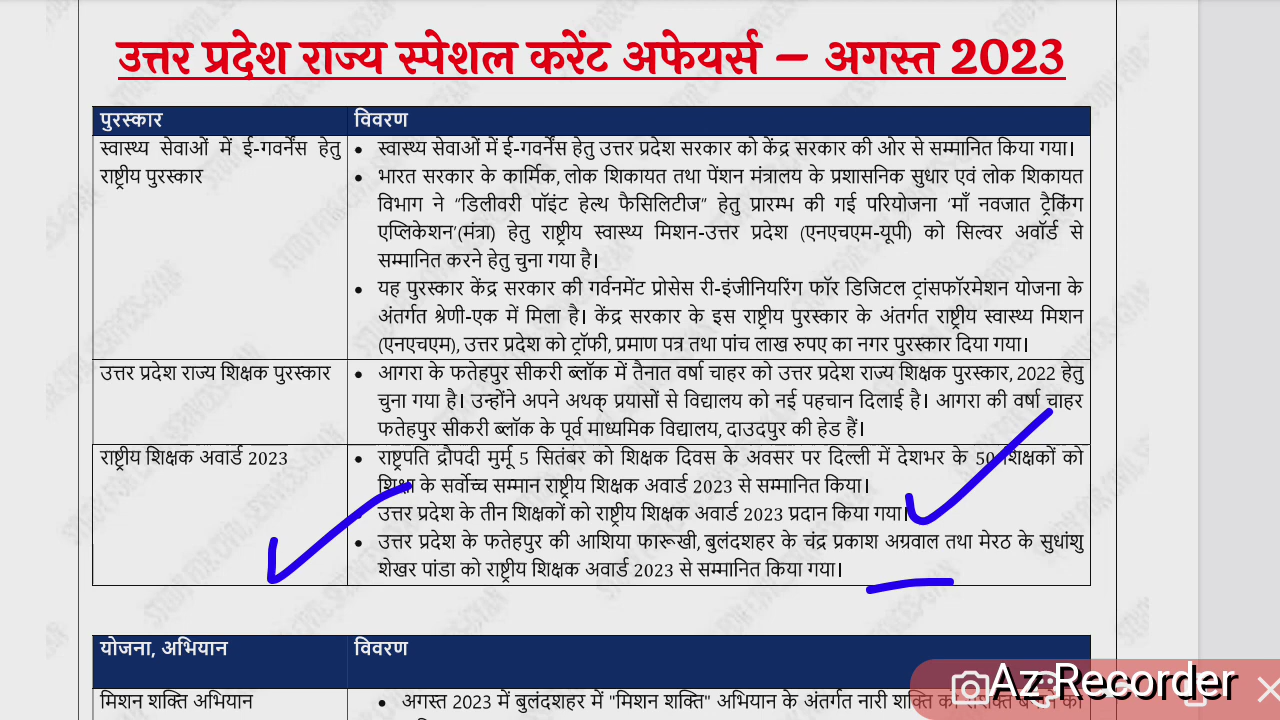 उत्तर प्रदेश राज्य स्पेशल करेंट अफेयर्स – अगस्त 2023
पुरस्कार
विवरण
स्वास्थ्य सेवाओं में ई-गवर्नेंस हेतु
राष्ट्रीय पुरस्कार
• स्वास्थ्य सेवाओं में ई-गवर्नेंस हेतु उत्तर प्रदेश सरकार को केंद्र सरकार की ओर से सम्मानित किया गया।
• भारत सरकार के कार्मिक, लोक शिकायत तथा पेंशन मंत्रालय के प्रशासनिक सुधार एवं लोक शिकायत
विभाग ने "डिलीवरी पॉइंट हेल्थ फैसिलिटीज" हेतु प्रारम्भ की गई परियोजना 'माँ नवजात ट्रैकिंग
एप्लिकेशन'(मंत्रा) हेतु राष्ट्रीय स्वास्थ्य मिशन-उत्तर प्रदेश (एनएचएम-यूपी) को सिल्वर अवॉर्ड से
सम्मानित करने हेतु चुना गया है।
• यह पुरस्कार केंद्र सरकार की गर्वनमेंट प्रोसेस री-इंजीनियरिंग फॉर डिजिटल ट्रांसफॉरमेशन योजना के
अंतर्गत श्रेणी-एक में मिला है। केंद्र सरकार के इस राष्ट्रीय पुरस्कार के अंतर्गत राष्ट्रीय स्वास्थ्य मिशन
(एनएचएम), उत्तर प्रदेश को ट्रॉफी, प्रमाण पत्र तथा पांच लाख रुपए का नगर पुरस्कार दिया गया।
उत्तर प्रदेश राज्य शिक्षक पुरस्कार
• आगरा के फतेहपुर सीकरी ब्लॉक में तैनात वर्षा चाहर को उत्तर प्रदेश राज्य शिक्षक पुरस्कार, 2022 हेतु
चुना गया है। उन्होंने अपने अथक प्रयासों से विद्यालय को नई पहचान दिलाई है। आगरा की वर्षा चाहर
फतेहपुर सीकरी ब्लॉक के पूर्व माध्यमिक विद्यालय, दाउदपुर की हेड हैं।
राष्ट्रीय शिक्षक अवार्ड 2023
• राष्ट्रपति द्रौपदी मुर्मू 5 सितंबर को शिक्षक दिवस के अवसर पर दिल्ली में देशभर के 50 शिक्षकों को
शिक्षा के सर्वोच्च सम्मान राष्ट्रीय शिक्षक अवार्ड 2023 से सम्मानित किया।
उत्तर प्रदेश के तीन शिक्षकों को राष्ट्रीय शिक्षक अवार्ड 2023 प्रदान किया गया।
• उत्तर प्रदेश के फतेहपुर की आशिया फारूखी, बुलंदशहर के चंद्र प्रकाश अग्रवाल तथा मेरठ के सुधांशु
शेखर पांडा को राष्ट्रीय शिक्षक अवार्ड 2023 से सम्मानित किया गया।
योजना, अभियान
विवरण
मिशन शक्ति अभियान
• अगस्त 2023 में बुलंदशहर में "मिशन शक्ति" अभियान के अंतर्गत नारी शक्ति
Az Recorder